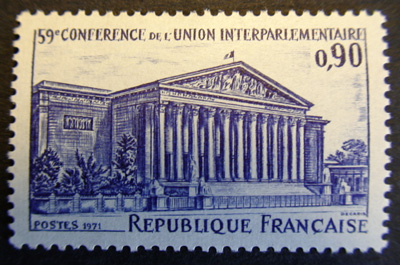 59e CONFERENCE DE L'UNION INTERPARLEMENTAIRE
0,90
POSTES 1971
REPUBLIQUE FRANÇAISE